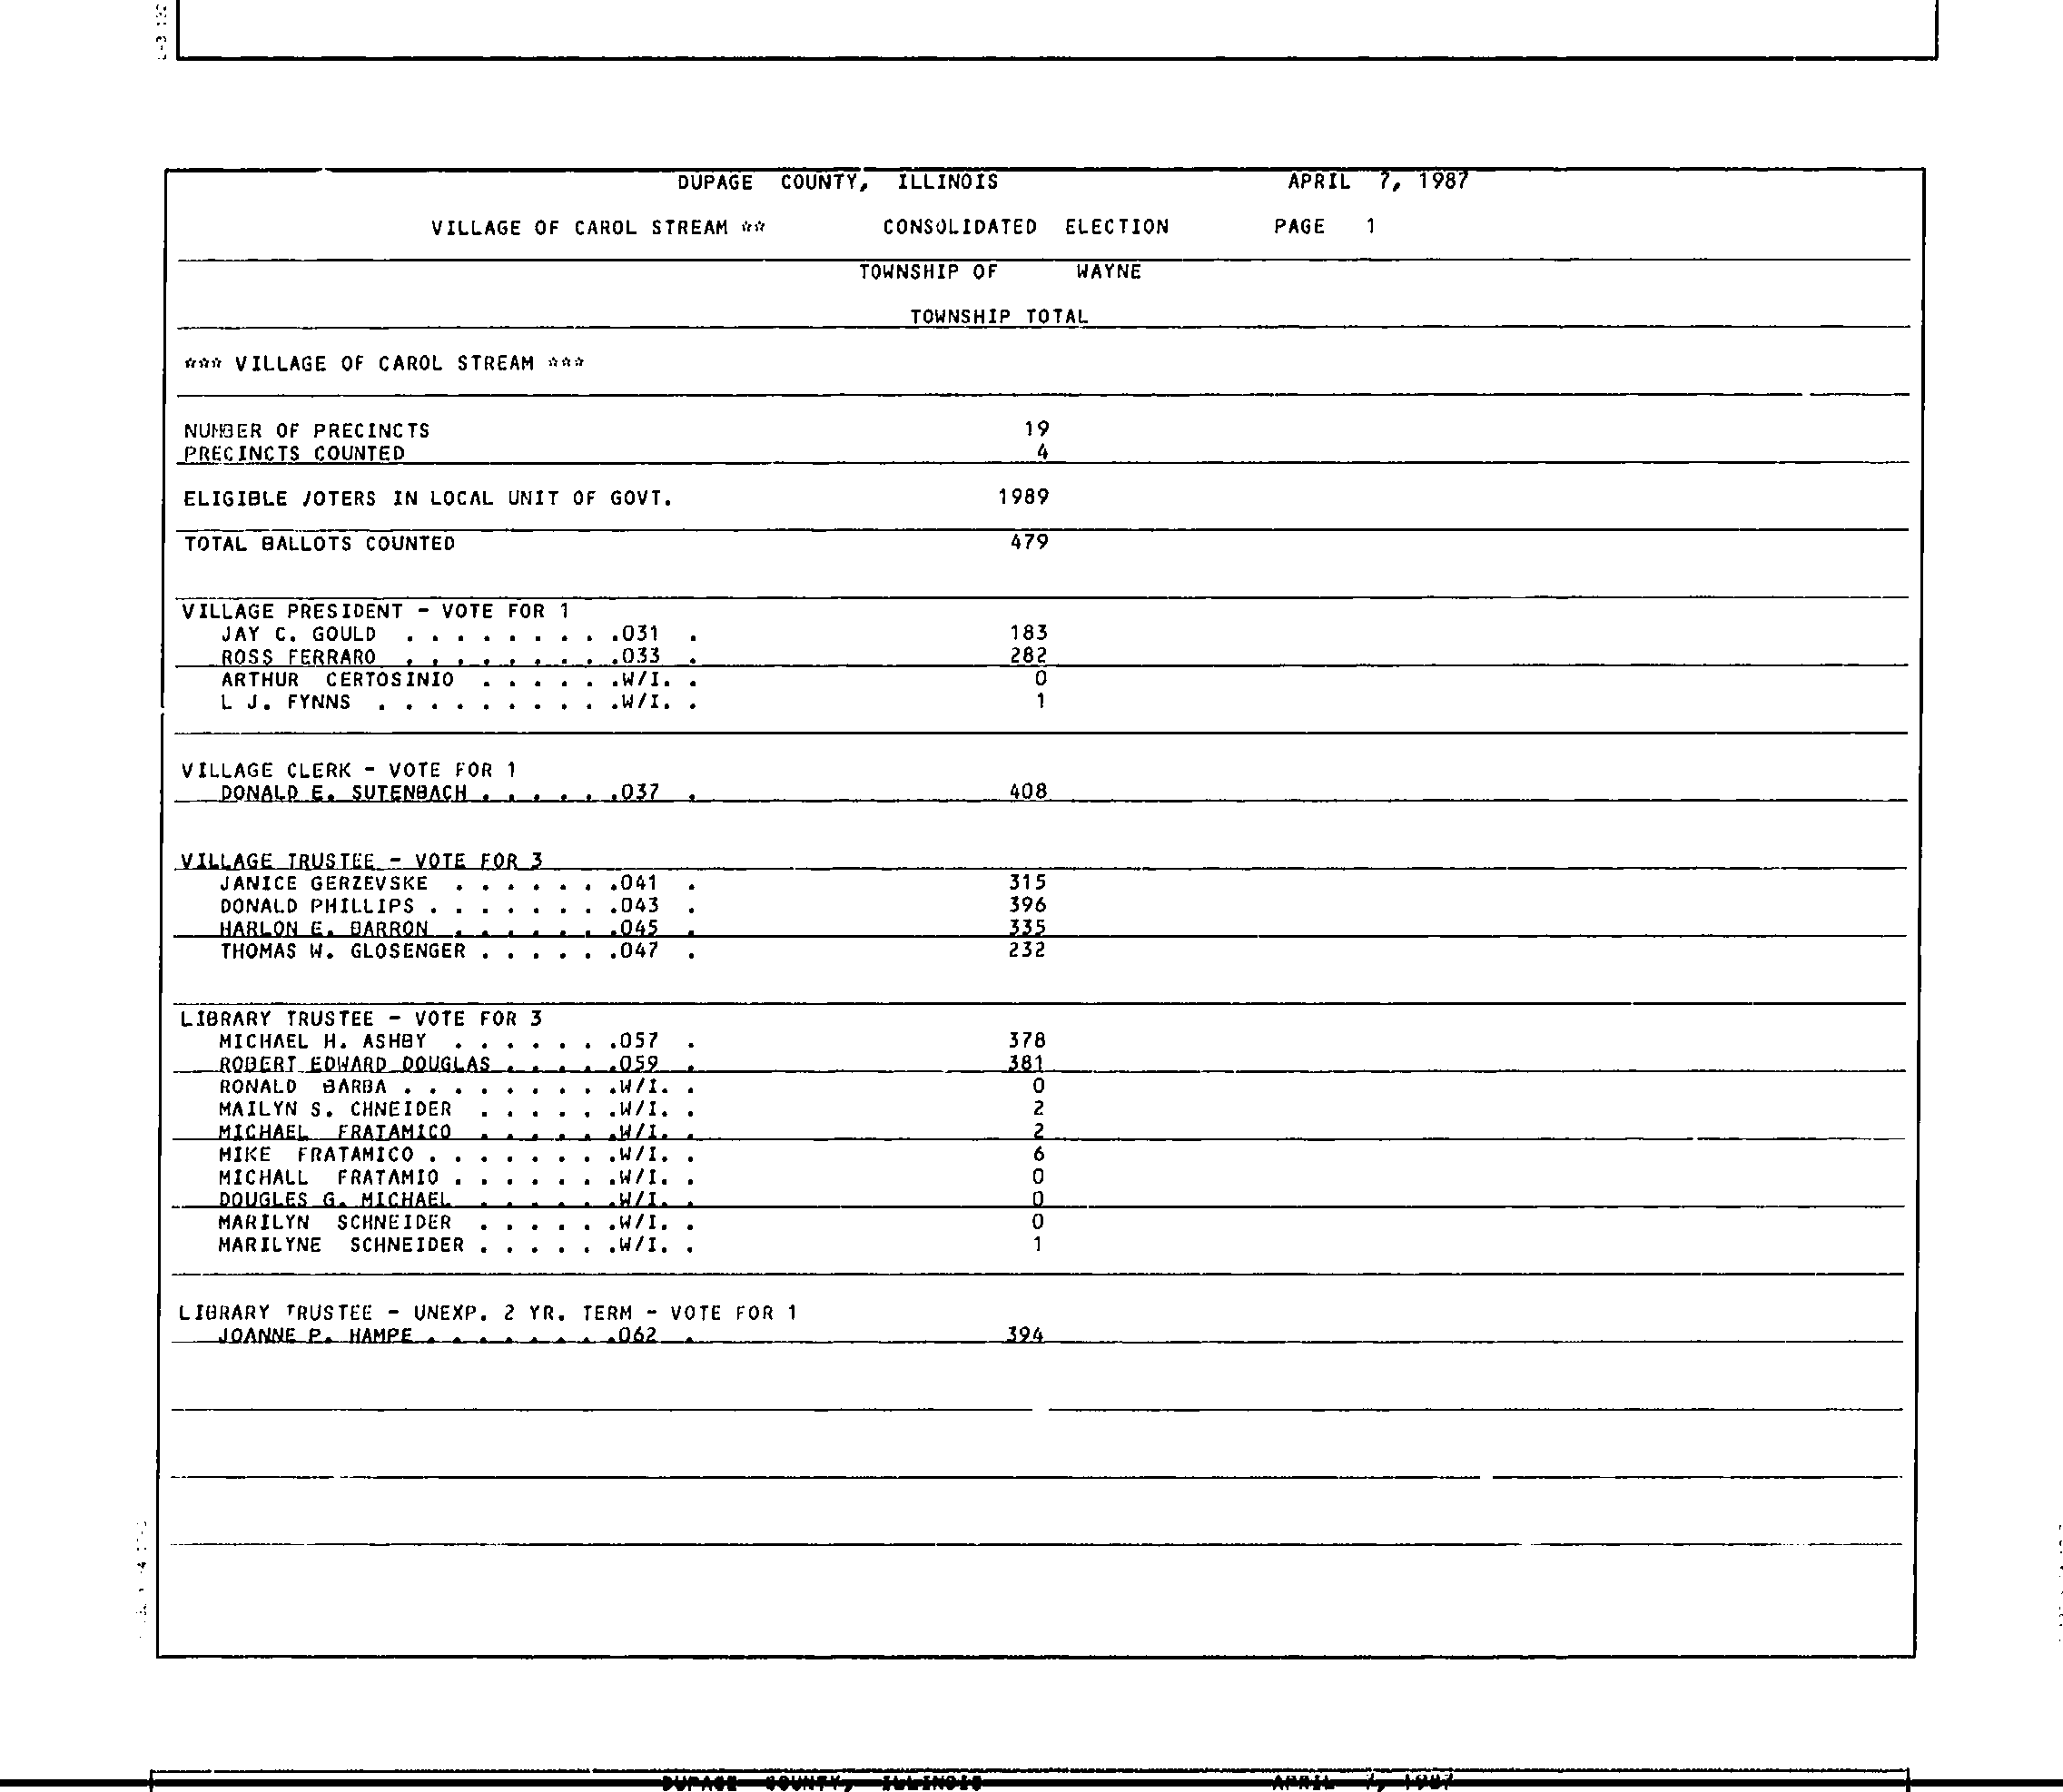 DUPAGE COUNTY, ILLINOIS APRIL 7, 1987
VILLAGE OF CAROL STREAM ** CONSOLIDATED ELECTION PAGE 1
TOWNSHIP OF WAYNE
TOWNSHIP TOTAL
*** VILLAGE OF CAROL STREAM ***
NUMBER OF PRECINCTS 19
PRECINCTS COUNTED 4
ELIGIBLE /OTERS IN LOCAL UNIT OF GOVT. 1989
TOTAL BALLOTS COUNTED 479
VILLAGE PRESIDENT - VOTE FOR 1
JAY C. GOULD . . . . . . . . .031 . 183
ROSS FERRARO . . . . . . . . .033 . 282
ARTHUR CERTOSINIO . . . . . .W/I. . 0
L J. FYNNS . . . . . . . . . .W/I. . 1
VILLAGE CLERK - VOTE FOR 1
DONALD E. SUTENBACH . . . . . .037 . 408
VILLAGE TRUSTEE - VOTE FOR 3
JANICE GERZEVSKE . . . . . . .041 . 315
DONALD PHILLIPS . . . . . . . .043 . 396
HARLON E. BARRON . . . . . . .045 . 335
THOMAS W. GLOSENGER . . . . . .047 . 232
LIBRARY TRUSTEE - VOTE FOR 3
MICHAEL H. ASHBY . . . . . . .057 . 378
ROBERT EDWARD DOUGLAS . . . . .059 . 381
RONALD BARBA . . . . . . . . .W/I. . 0
MAILYN S. CHNEIDER . . . . . .W/I. . 2
MICHAEL FRATAMICO . . . . . .W/I. . 2
MIKE FRATAMICO . . . . . . . .W/I. . 6
MICHALL FRATAMIO . . . . . . .W/I. . 0
DOUGLES G. MICHAEL . . . . . .W/I. . 0
MARILYN SCHNEIDER . . . . . .W/I. . 0
MARILYNE SCHNEIDER . . . . . .W/I. . 1
LIBRARY TRUSTEE - UNEXP. 2 YR. TERM - VOTE FOR 1
JOANNE P. HAMPE . . . . . . . .062 . 394
DUPAGE COUNTY, ILLINOIS APRIL 7, 1987